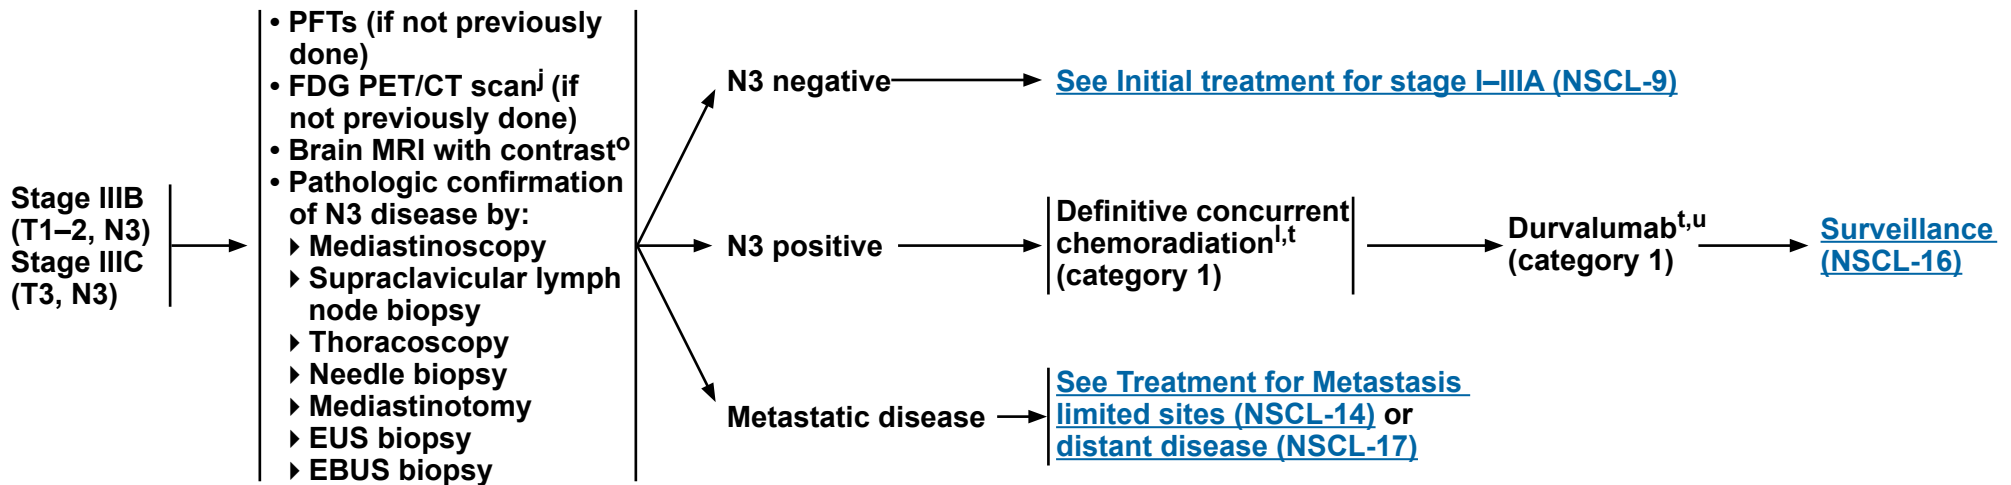 Stage IIIB
(T1–2, N3)
Stage IIIC
(T3, N3)
• PFTs (if not previously
done)
• FDG PET/CT scanj (if
not previously done)
• Brain MRI with contrasto
• Pathologic confirmation
of N3 disease by:
▸ Mediastinoscopy
▸ Supraclavicular lymph
node biopsy
▸ Thoracoscopy
▸ Needle biopsy
▸ Mediastinotomy
▸ EUS biopsy
▸ EBUS biopsy
N3 negative
See Initial treatment for stage I–IIIA (NSCL-9)
N3 positive
Definitive concurrent
chemoradiationl,t
(category 1)
Durvalumabt,u
(category 1)
Surveillance
(NSCL-16)
Metastatic disease
See Treatment for Metastasis
limited sites (NSCL-14) or
distant disease (NSCL-17)